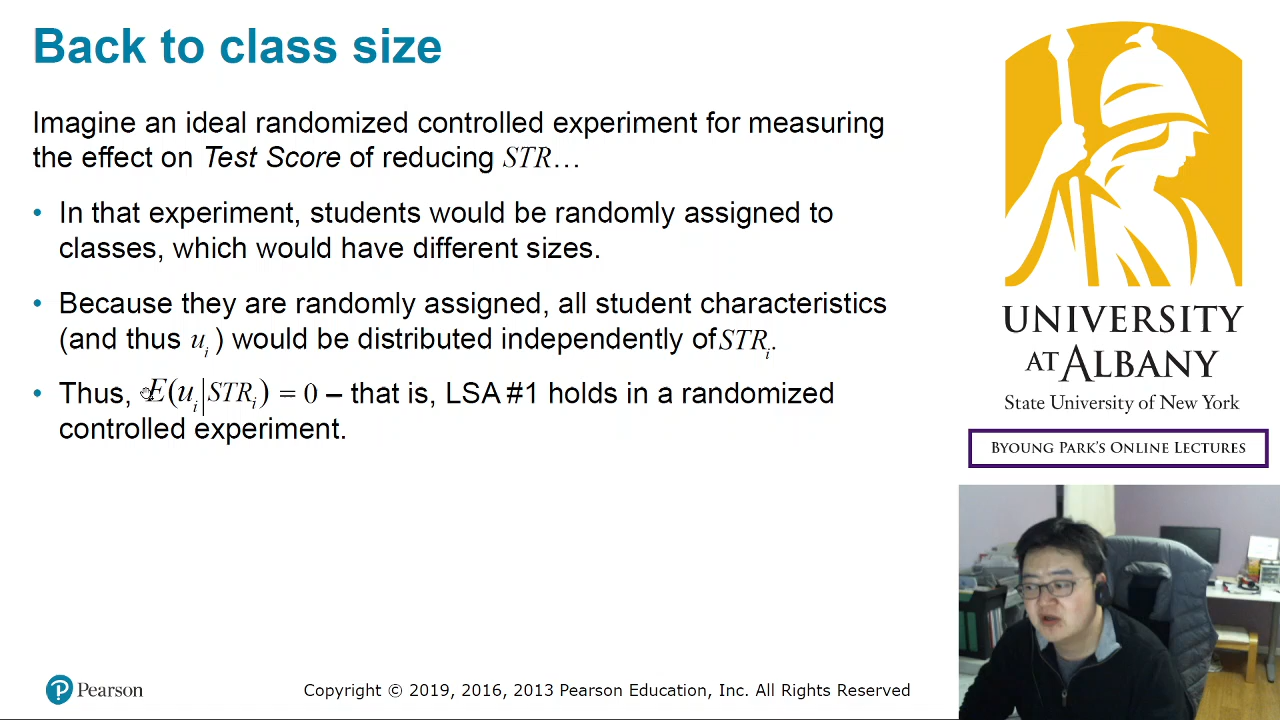 Back to class size
Imagine an ideal randomized controlled experiment for measuring
the effect on Test Score of reducing STR…
• In that experiment, students would be randomly assigned to
classes, which would have different sizes.
• Because they are randomly assigned, all student characteristics
(and thus uᵢ) would be distributed independently of STRᵢ.
• Thus, E(uᵢ|STRᵢ) = 0 – that is, LSA #1 holds in a randomized
controlled experiment.
UNIVERSITY
AT ALBANY
State University of New York
BYOUNG PARK'S ONLINE LECTURES
P Pearson
Copyright © 2019, 2016, 2013 Pearson Education, Inc. All Rights Reserved